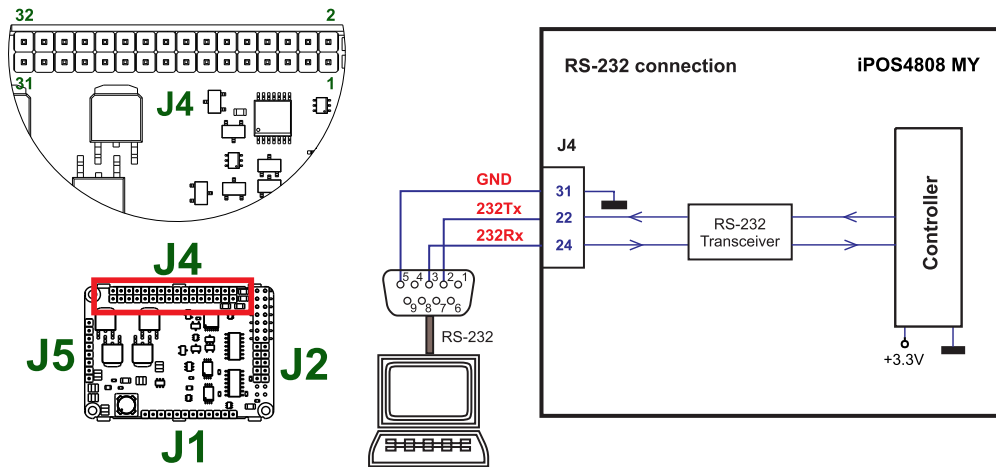 32 2
31 1
J4
J4
J5
J2
J1
RS-232 connection
iPOS4808 MY
J4
GND
31
232Tx
22
232Rx
24
RS-232
Transceiver
Controller
+3.3V
5 4 3 2 1
9 8 7 6
RS-232